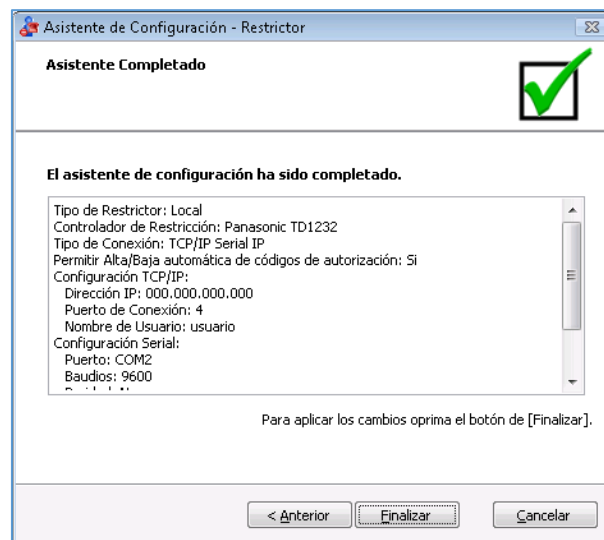 Asistente de Configuración - Restrictor
Asistente Completado
El asistente de configuración ha sido completado.
Tipo de Restrictor: Local
Controlador de Restricción: Panasonic TD1232
Tipo de Conexión: TCP/IP Serial IP
Permitir Alta/Baja automática de códigos de autorización: Si
Configuración TCP/IP:
Dirección IP: 000.000.000.000
Puerto de Conexión: 4
Nombre de Usuario: usuario
Configuración Serial:
Puerto: COM2
Baudios: 9600
Para aplicar los cambios oprima el botón de [Finalizar].
< Anterior
Finalizar
Cancelar